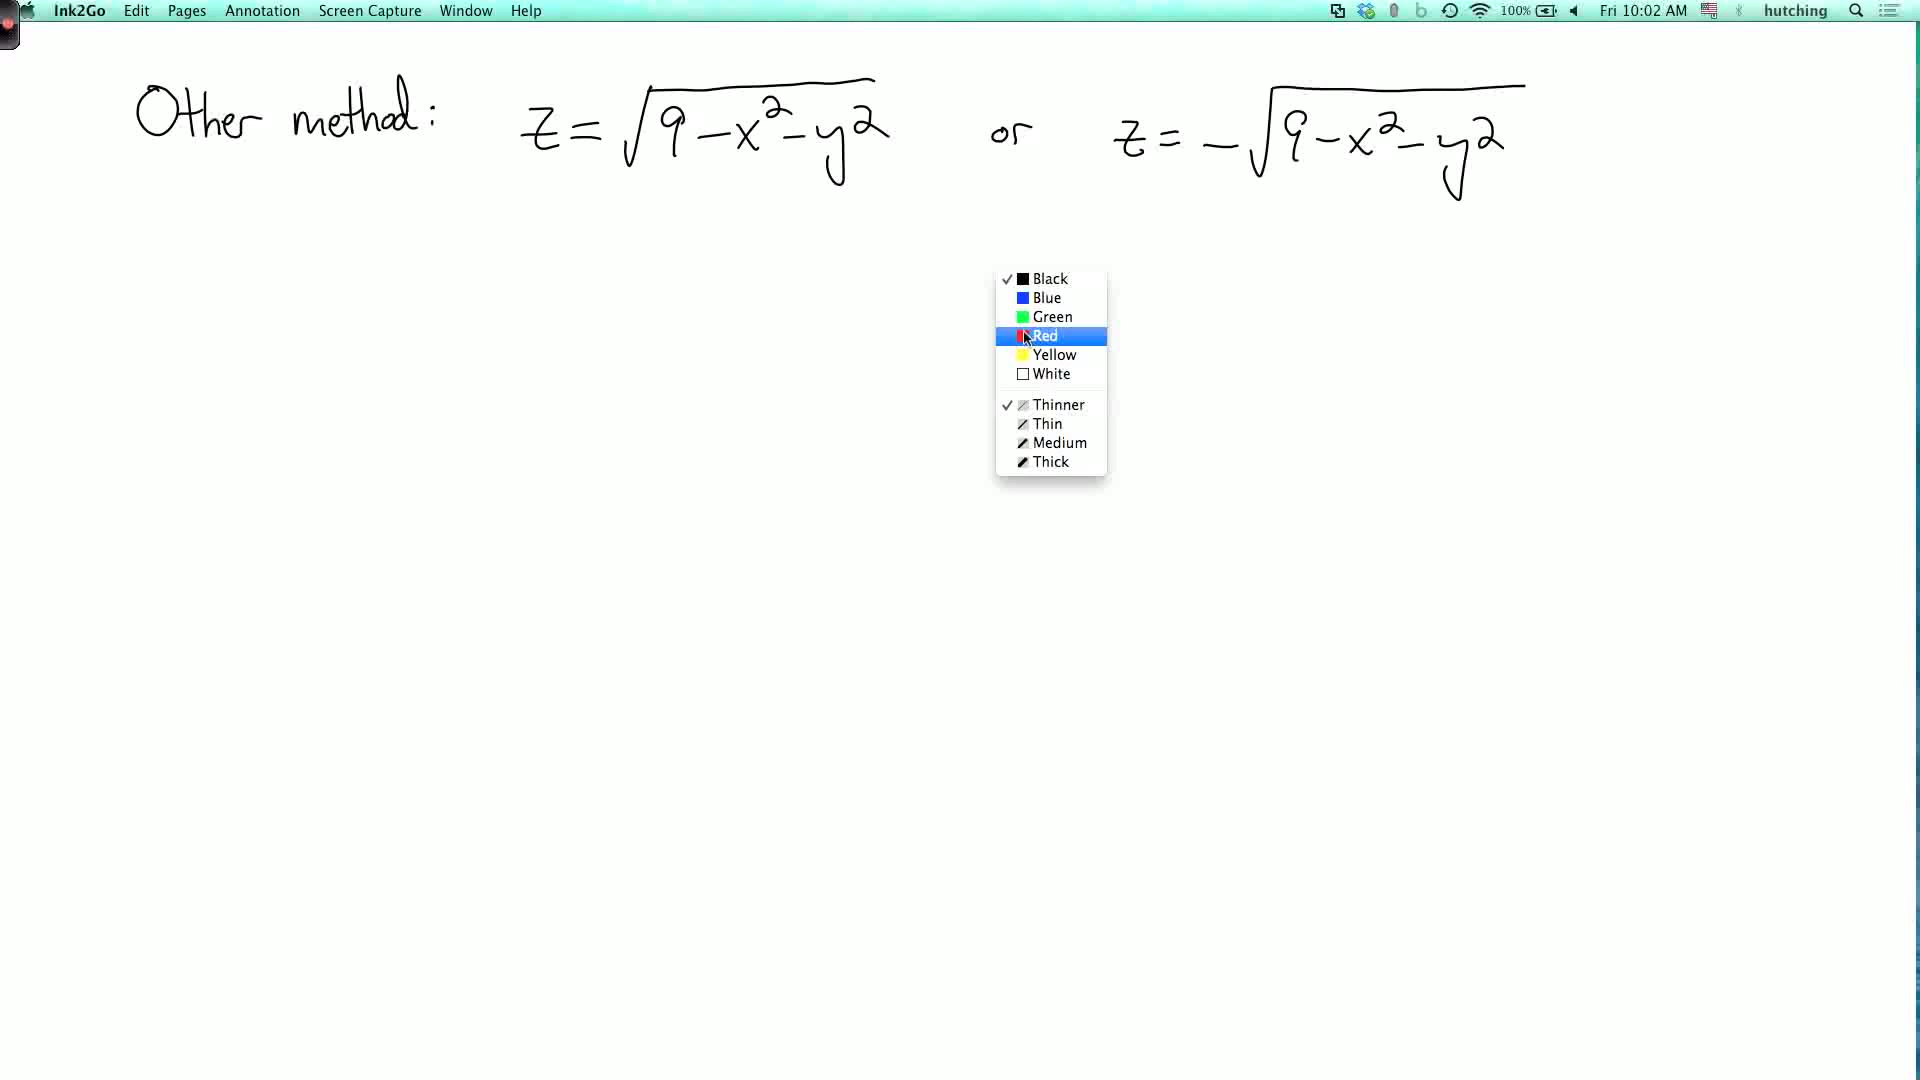 Ink2Go Edit Pages Annotation Screen Capture Window Help 100% Fri 10:02 AM hutching
Other method: z = √(9 - x² - y²) or z = -√(9 - x² - y²)
Black
Blue
Green
Red
Yellow
White
Thinner
Thin
Medium
Thick